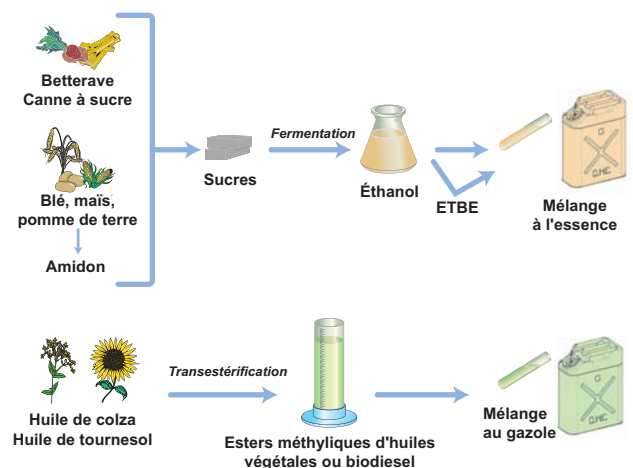 Betterave
Canne à sucre
Blé, maïs,
pomme de terre
Amidon
Sucres
Fermentation
Éthanol
ETBE
Mélange
à l'essence
Huile de colza
Huile de tournesol
Transestérification
Esters méthyliques d'huiles
végétales ou biodiesel
Mélange
au gazole